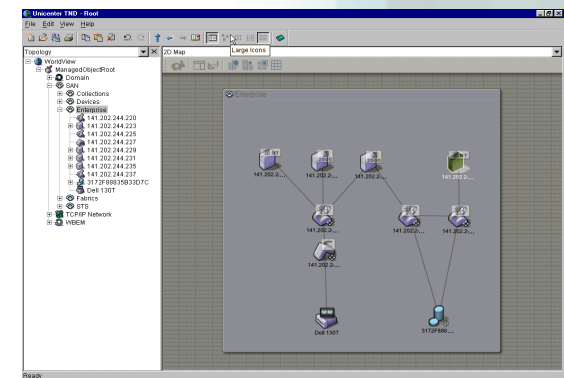 Unicenter TND - Root
File Edit View Help
Large Icons
Topology
2D Map
WorldView
ManagedObjectRoot
Domain
SAN
Collections
Devices
Enterprise
141.202.244.220
141.202.244.223
141.202.244.225
141.202.244.227
141.202.244.229
141.202.244.231
141.202.244.235
141.202.244.237
3172F88835B33D7C
Dell 130T
Fabrics
STS
TCP/IP Network
WBEM
Enterprise
NT
2000
2000
NT
141.202.2-...
141.202.2-...
141.202.2-...
141.202.2-...
141.202.2-...
141.202.2-...
141.202.2-...
141.202.2-...
Dell 130T
3172F888...
Ready